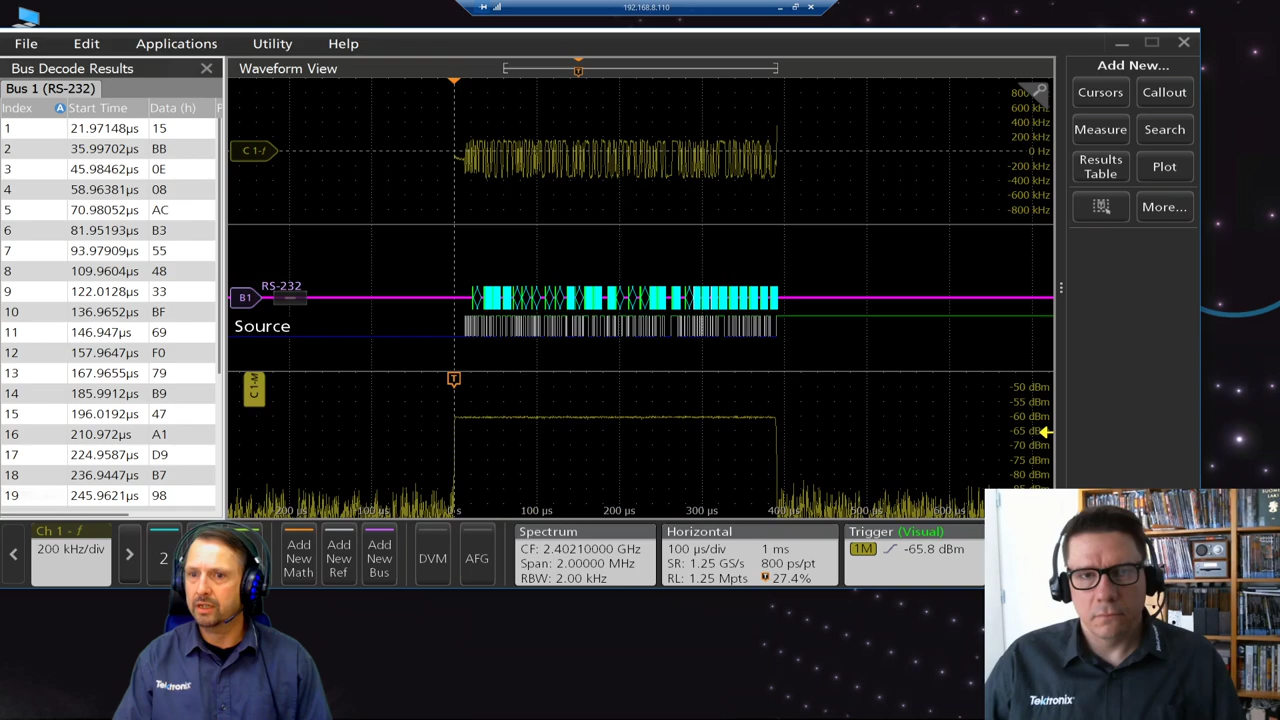 192.168.8.110
File Edit Applications Utility Help
Bus Decode Results
Bus 1 (RS-232)
Index A Start Time Data (h) P
1 21.97148µs 15
2 35.99702µs BB
3 45.98462µs 0E
4 58.96381µs 08
5 70.98052µs AC
6 81.95193µs B3
7 93.97909µs 55
8 109.9604µs 48
9 122.0128µs 33
10 136.9652µs BF
11 146.947µs 69
12 157.9647µs F0
13 167.9655µs 79
14 185.9912µs B9
15 196.0192µs 47
16 210.972µs A1
17 224.9587µs D9
18 236.9447µs B7
19 245.9621µs 98
Waveform View
T
800
600 kHz
400 kHz
200 kHz
0 Hz
-200 kHz
-400 kHz
-600 kHz
-800 kHz
C 1-f
RS-232
B1
Source
T
C 1-M
-50 dBm
-55 dBm
-60 dBm
-65 dBm
-70 dBm
-75 dBm
-80 dBm
0 s 100 µs 200 µs 300 µs 400 µs
Add New...
Cursors Callout
Measure Search
Results
Table
Plot
More...
Ch 1 - f
200 kHz/div
2
Add
New
Math
Add
New
Ref
Add
New
Bus
DVM
AFG
Spectrum
CF: 2.40210000 GHz
Span: 2.00000 MHz
RBW: 2.00 kHz
Horizontal
100 µs/div 1 ms
SR: 1.25 GS/s 800 ps/pt
RL: 1.25 Mpts 27.4%
Trigger (Visual)
1M -65.8 dBm
Tektronix
Tektronix